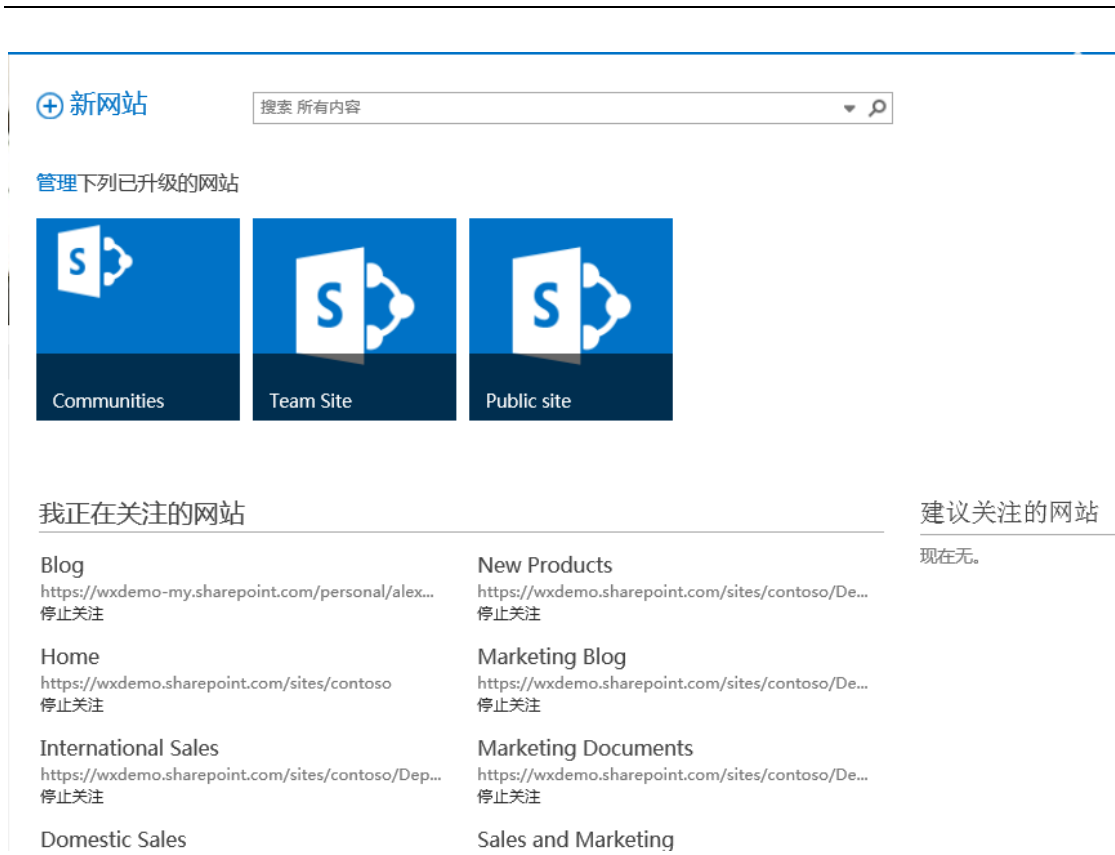 新网站
搜索 所有内容
管理下列已升级的网站
S
S
S
Communities
Team Site
Public site
我正在关注的网站
Blog
https://wxdemo-my.sharepoint.com/personal/alex...
停止关注
Home
https://wxdemo.sharepoint.com/sites/contoso
停止关注
International Sales
https://wxdemo.sharepoint.com/sites/contoso/Dep...
停止关注
Domestic Sales
New Products
https://wxdemo.sharepoint.com/sites/contoso/De...
停止关注
Marketing Blog
https://wxdemo.sharepoint.com/sites/contoso/De...
停止关注
Marketing Documents
https://wxdemo.sharepoint.com/sites/contoso/De...
停止关注
Sales and Marketing
建议关注的网站
现在无。